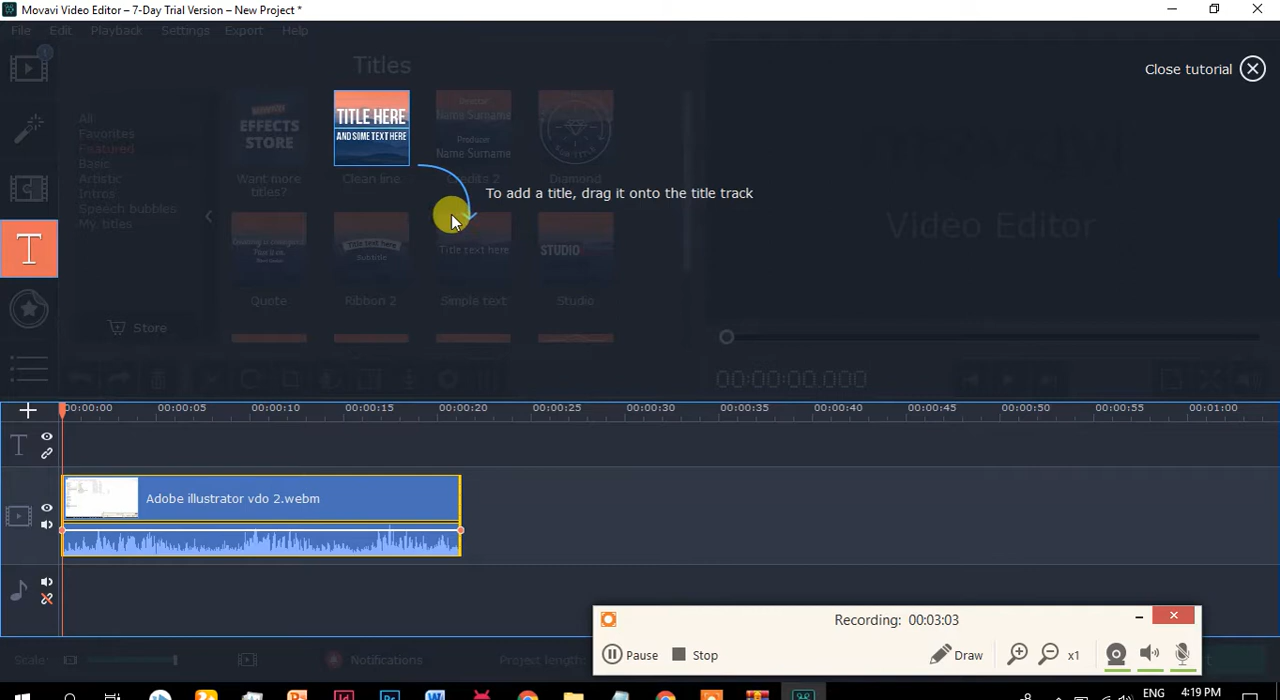 Movavi Video Editor – 7-Day Trial Version – New Project *
File Edit Playback Settings Export Help
Titles
Close tutorial
All
Favorites
Featured
Basic
Artistic
Intros
Speech bubbles
My titles
Store
EFFECTS
STORE
Want more
titles?
TITLE HERE
AND SOME TEXT HERE
Clean line
Director
Name Surname
Producer
Name Surname
Credits 2
Diamond
To add a title, drag it onto the title track
Quote
Title text here
Subtitle
Ribbon 2
Title text here
Simple text
STUDIO
Studio
Video Editor
00:00:00.000
00:00:00 00:00:05 00:00:10 00:00:15 00:00:20 00:00:25 00:00:30 00:00:35 00:00:40 00:00:45 00:00:50 00:00:55 00:01:00
T
Adobe illustrator vdo 2.webm
Recording: 00:03:03
Pause Stop Draw x1
Scale: Notifications Project length:
ENG 4:19 PM